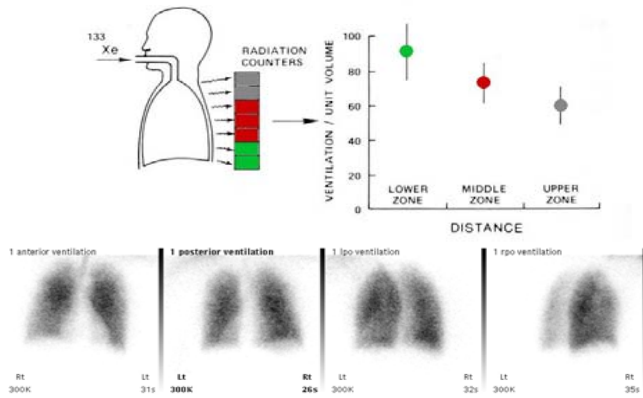 133
Xe
RADIATION
COUNTERS
VENTILATION / UNIT VOLUME
100
80
60
40
20
0
LOWER
ZONE
MIDDLE
ZONE
UPPER
ZONE
DISTANCE
1 anterior ventilation
Rt Lt
300K 31s
1 posterior ventilation
Lt Rt
300K 26s
1 lpo ventilation
Lt Rt
300K 32s
1 rpo ventilation
Lt Rt
300K 35s